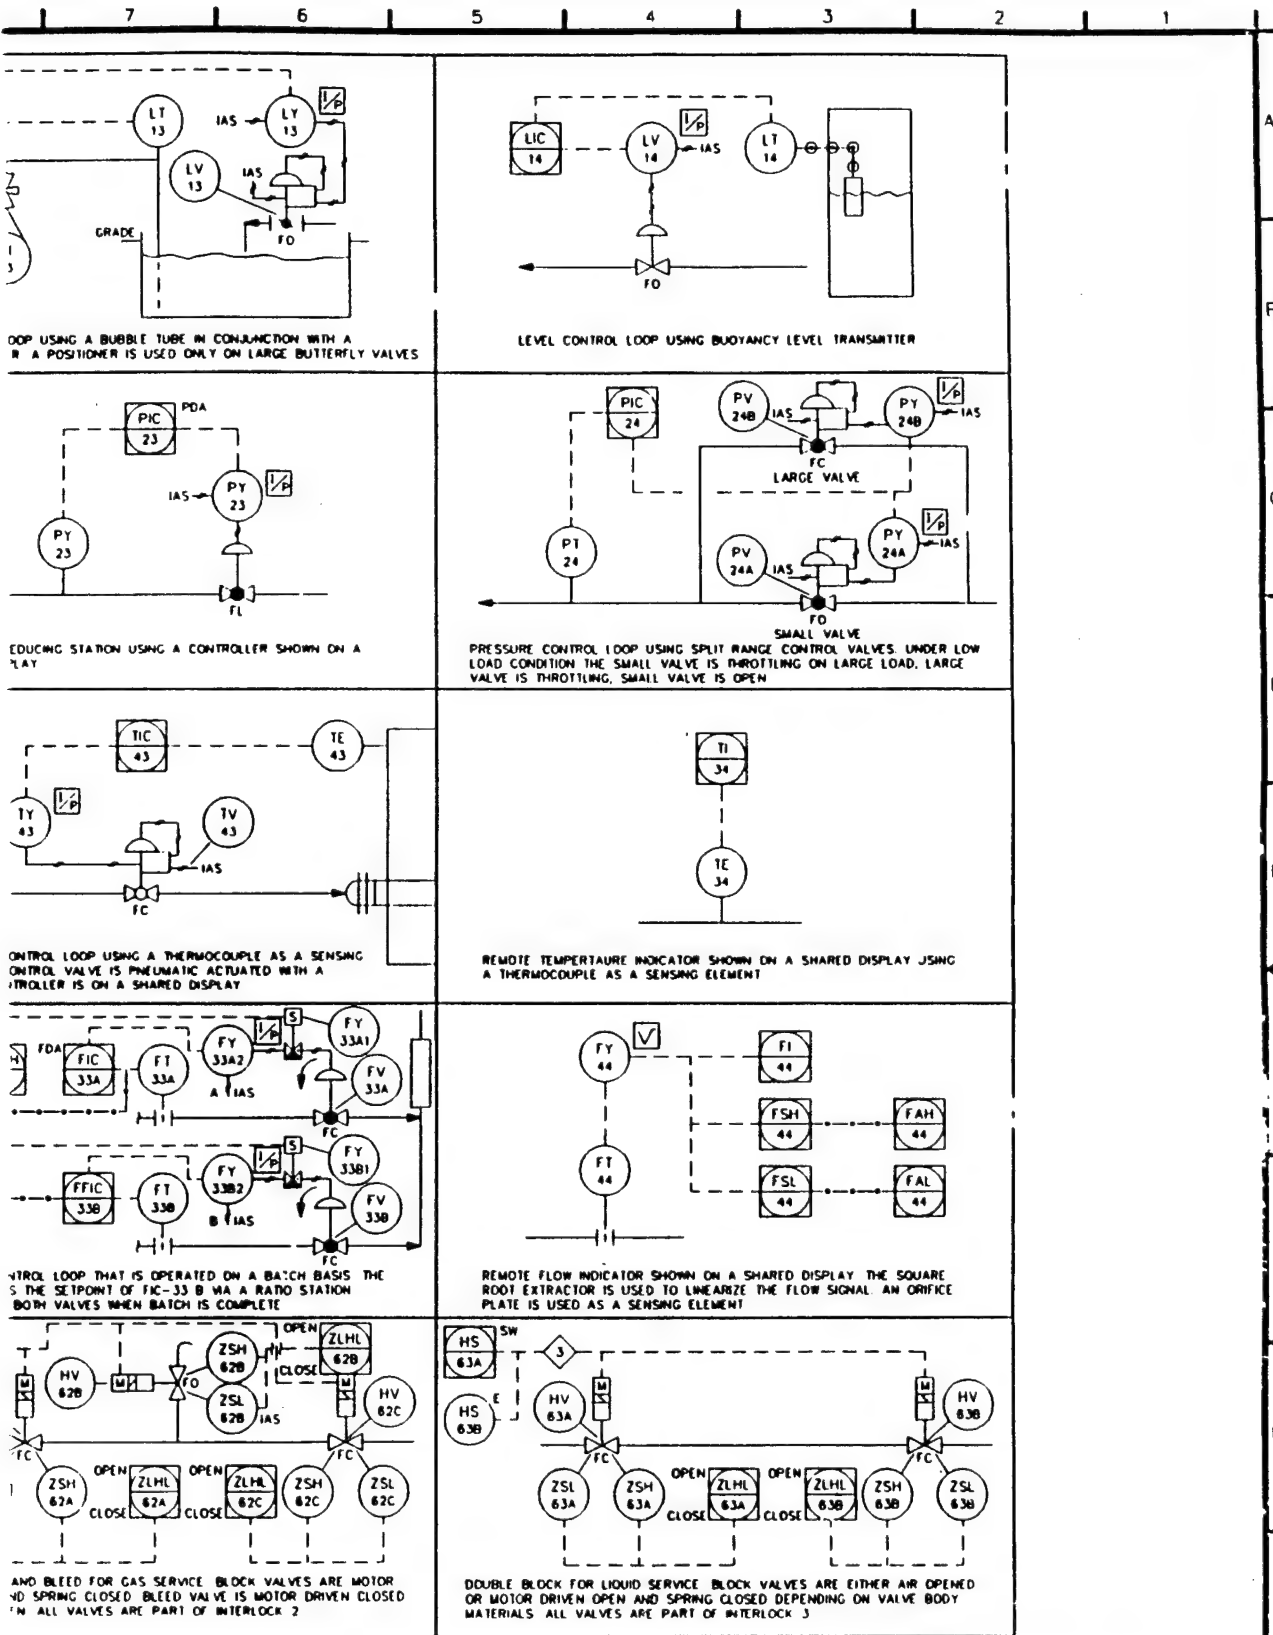 7 6 5 4 3 2 1
A
LT 13
IAS
LY 13
I/P
LV 13
IAS
GRADE
FO
OOP USING A BUBBLE TUBE IN CONJUNCTION WITH A
R A POSITIONER IS USED ONLY ON LARGE BUTTERFLY VALVES
LIC 14
LV 14
I/P
IAS
LT 14
FO
LEVEL CONTROL LOOP USING BUOYANCY LEVEL TRANSMITTER
PIC 23
PDA
IAS
PY 23
I/P
PY 23
FL
EDUCING STATION USING A CONTROLLER SHOWN ON A
LAY
PIC 24
PV 24B
IAS
PY 24B
I/P
IAS
FC
LARGE VALVE
PT 24
PV 24A
IAS
PY 24A
I/P
IAS
FO
SMALL VALVE
PRESSURE CONTROL LOOP USING SPLIT RANGE CONTROL VALVES. UNDER LOW
LOAD CONDITION THE SMALL VALVE IS THROTTLING ON LARGE LOAD, LARGE
VALVE IS THROTTLING, SMALL VALVE IS OPEN
TIC 43
TE 43
TY 43
I/P
TV 43
IAS
FC
ONTROL LOOP USING A THERMOCOUPLE AS A SENSING
ONTROL VALVE IS PNEUMATIC ACTUATED WITH A
TROLLER IS ON A SHARED DISPLAY
TI 34
TE 34
REMOTE TEMPERTAURE INDICATOR SHOWN ON A SHARED DISPLAY USING
A THERMOCOUPLE AS A SENSING ELEMENT
FDA
FIC 33A
FT 33A
FY 33A2
I/P
S
FY 33A1
FV 33A
A IAS
FC
FFIC 33B
FT 33B
FY 33B2
I/P
S
FY 33B1
FV 33B
B IAS
FC
NTROL LOOP THAT IS OPERATED ON A BATCH BASIS THE
S THE SETPOINT OF FIC-33 B VIA A RATIO STATION
BOTH VALVES WHEN BATCH IS COMPLETE
FY 44
√
FI 44
FSH 44
FAH 44
FT 44
FSL 44
FAL 44
REMOTE FLOW INDICATOR SHOWN ON A SHARED DISPLAY THE SQUARE
ROOT EXTRACTOR IS USED TO LINEARIZE THE FLOW SIGNAL. AN ORIFICE
PLATE IS USED AS A SENSING ELEMENT
M
HV 62B
M
FO
ZSH 62B
ZSL 62B
IAS
OPEN
CLOSE
ZLHL 62B
M
HV 62C
FC
FC
ZSH 62A
OPEN
CLOSE
ZLHL 62A
OPEN
CLOSE
ZLHL 62C
ZSH 62C
ZSL 62C
AND BLEED FOR GAS SERVICE BLOCK VALVES ARE MOTOR
ND SPRING CLOSED BLEED VALVE IS MOTOR DRIVEN CLOSED
N ALL VALVES ARE PART OF INTERLOCK 2
HS 63A
SW
3
HS 63B
E
HV 63A
M
M
HV 63B
FC
FC
ZSL 63A
ZSH 63A
OPEN
CLOSE
ZLHL 63A
OPEN
CLOSE
ZLHL 63B
ZSH 63B
ZSL 63B
DOUBLE BLOCK FOR LIQUID SERVICE BLOCK VALVES ARE EITHER AIR OPENED
OR MOTOR DRIVEN OPEN AND SPRING CLOSED DEPENDING ON VALVE BODY
MATERIALS ALL VALVES ARE PART OF INTERLOCK 3